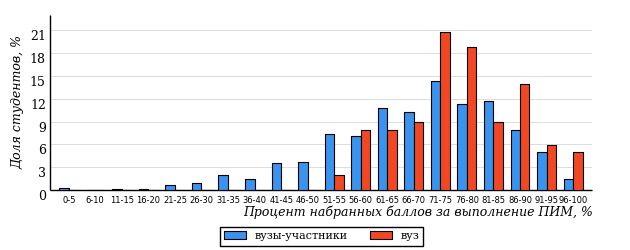 Доля студентов, %
21
18
15
12
9
6
3
0
0-5 6-10 11-15 16-20 21-25 26-30 31-35 36-40 41-45 46-50 51-55 56-60 61-65 66-70 71-75 76-80 81-85 86-90 91-95 96-100
Процент набранных баллов за выполнение ПИМ, %
вузы-участники вуз